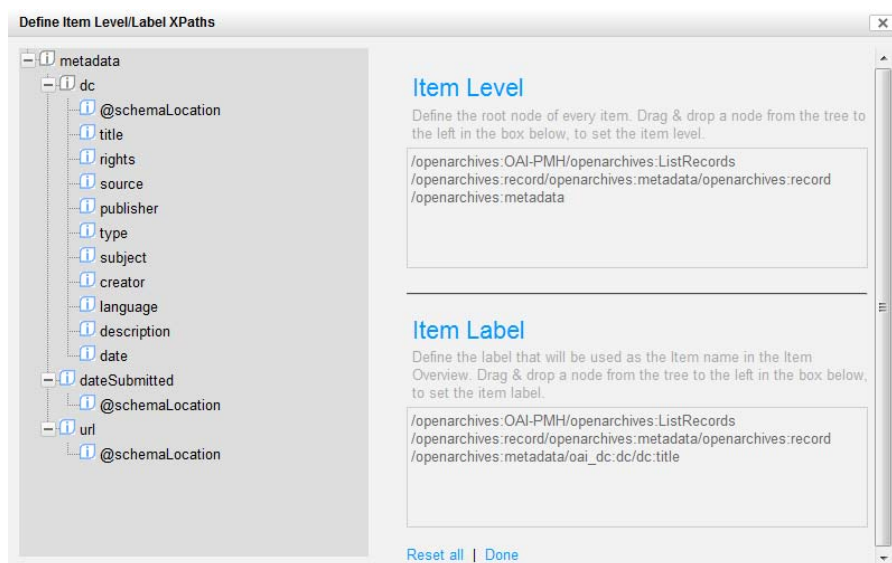 Define Item Level/Label XPaths
metadata
dc
@schemaLocation
title
rights
source
publisher
type
subject
creator
language
description
date
dateSubmitted
@schemaLocation
url
@schemaLocation
Item Level
Define the root node of every item. Drag & drop a node from the tree to
the left in the box below, to set the item level.
/openarchives:OAI-PMH/openarchives:ListRecords
/openarchives:record/openarchives:metadata/openarchives:record
/openarchives:metadata
Item Label
Define the label that will be used as the Item name in the Item
Overview. Drag & drop a node from the tree to the left in the box below,
to set the item label.
/openarchives:OAI-PMH/openarchives:ListRecords
/openarchives:record/openarchives:metadata/openarchives:record
/openarchives:metadata/oai_dc:dc/dc:title
Reset all | Done